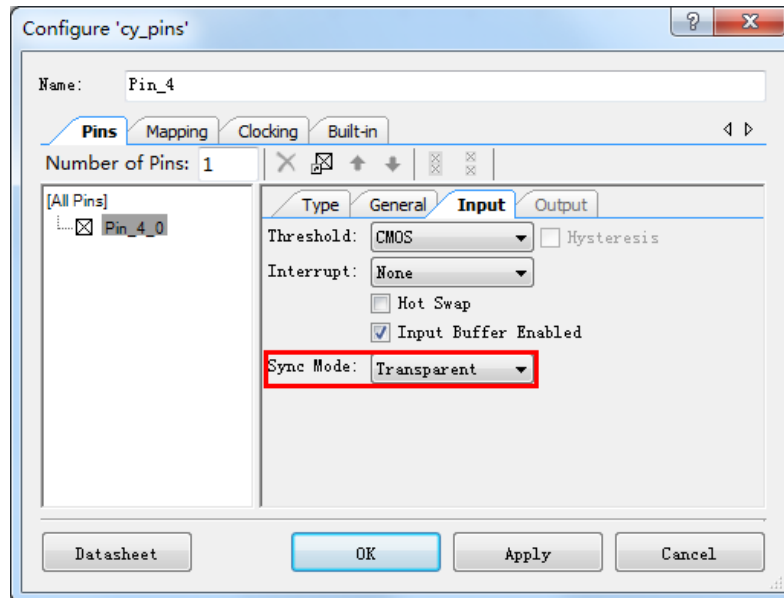 Configure 'cy_pins'
Name: Pin_4
Pins Mapping Clocking Built-in
Number of Pins: 1
[All Pins]
Pin_4_0
Type General Input Output
Threshold: CMOS Hysteresis
Interrupt: None
Hot Swap
Input Buffer Enabled
Sync Mode: Transparent
Datasheet OK Apply Cancel